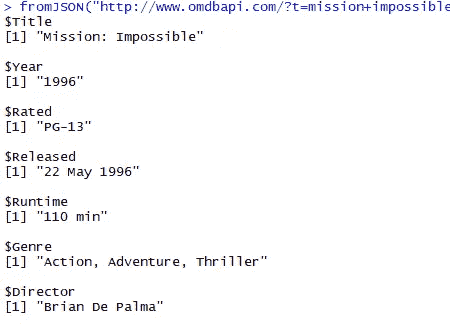 > fromJSON("http://www.omdbapi.com/?t=mission+impossible
$Title
[1] "Mission: Impossible"
$Year
[1] "1996"
$Rated
[1] "PG-13"
$Released
[1] "22 May 1996"
$Runtime
[1] "110 min"
$Genre
[1] "Action, Adventure, Thriller"
$Director
[1] "Brian De Palma"